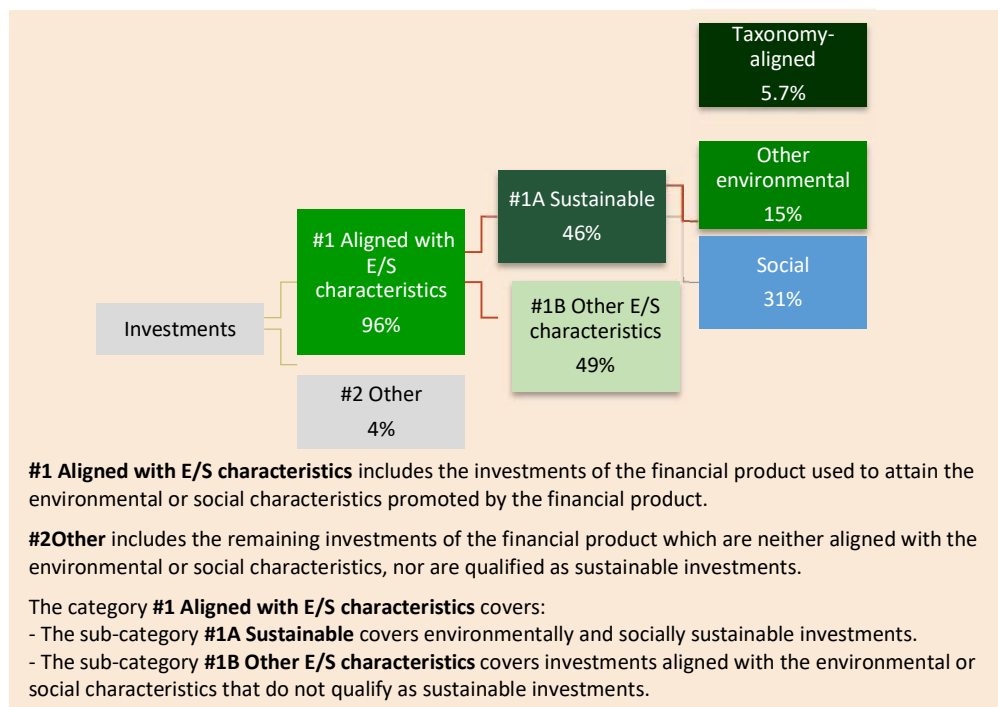 Taxonomy-
aligned
5.7%
Other
environmental
15%
#1A Sustainable
46%
Social
31%
#1 Aligned with
E/S
characteristics
96%
#1B Other E/S
characteristics
49%
Investments
#2 Other
4%
#1 Aligned with E/S characteristics includes the investments of the financial product used to attain the
environmental or social characteristics promoted by the financial product.
#2Other includes the remaining investments of the financial product which are neither aligned with the
environmental or social characteristics, nor are qualified as sustainable investments.
The category #1 Aligned with E/S characteristics covers:
- The sub-category #1A Sustainable covers environmentally and socially sustainable investments.
- The sub-category #1B Other E/S characteristics covers investments aligned with the environmental or
social characteristics that do not qualify as sustainable investments.